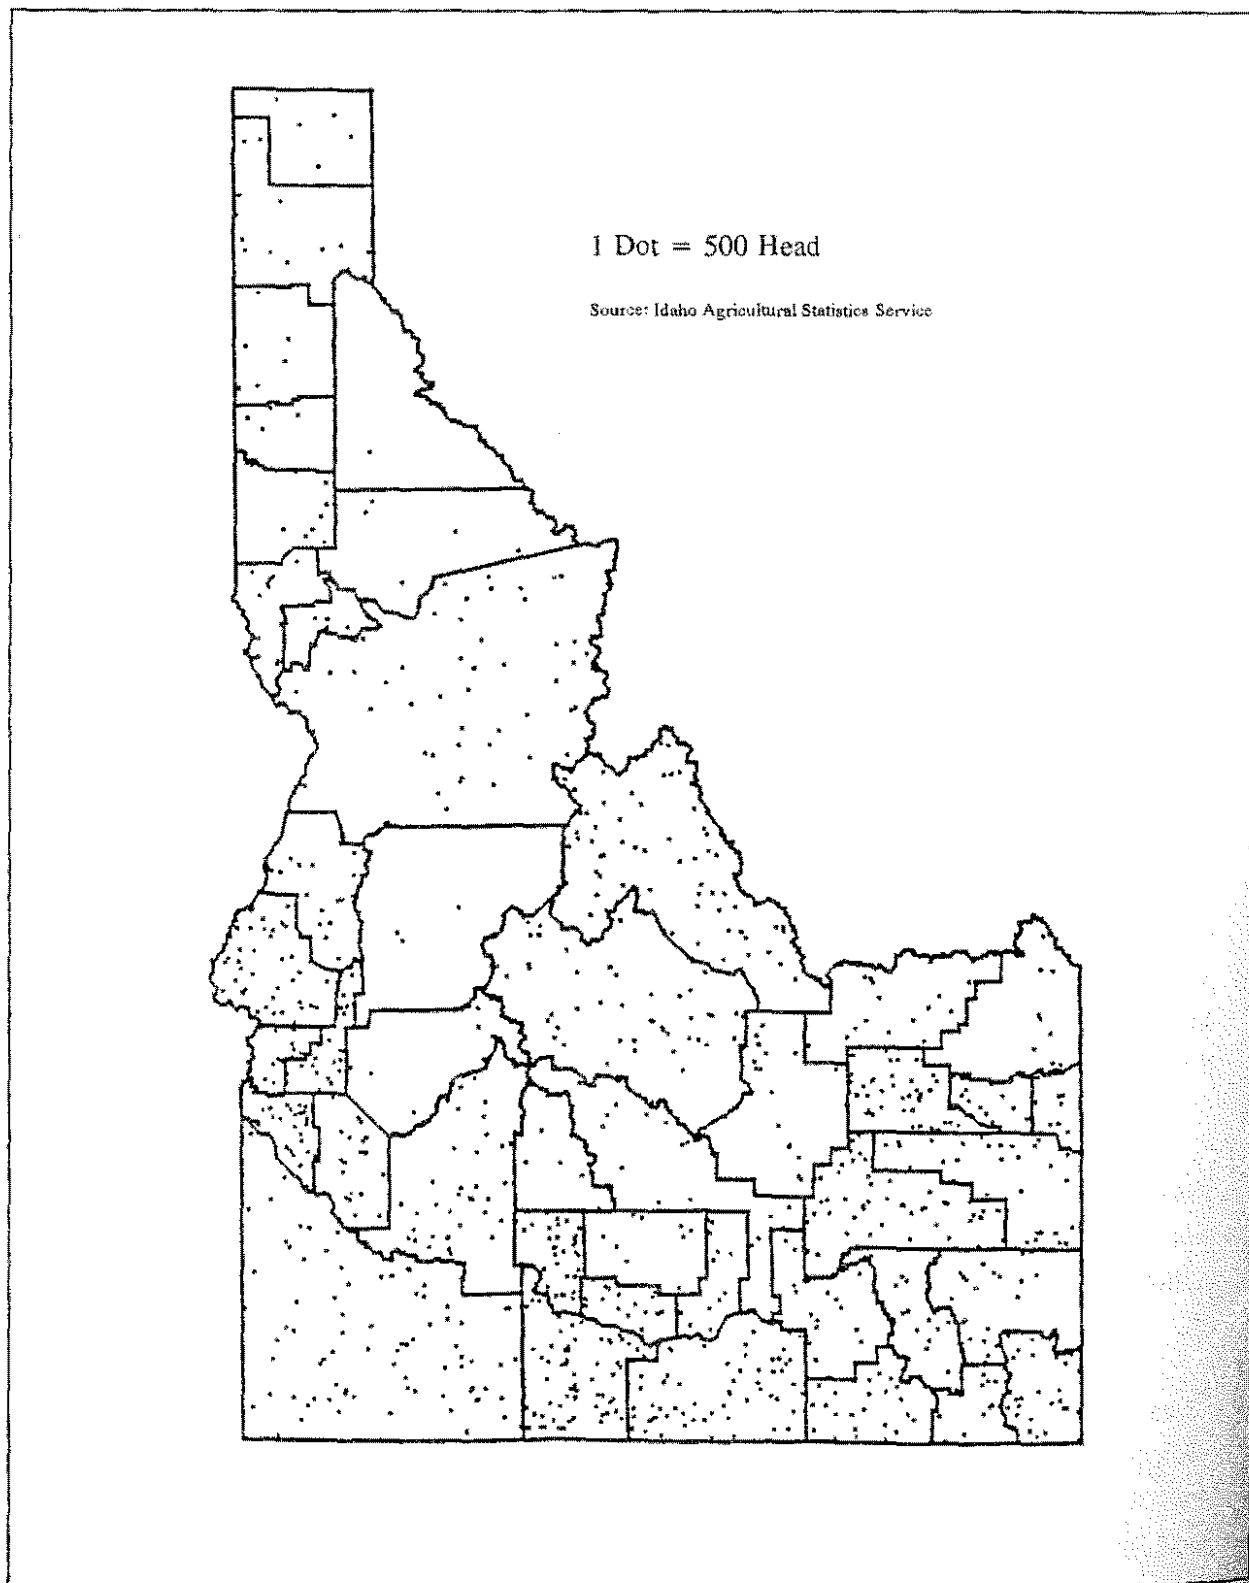 1 Dot = 500 Head
Source: Idaho Agricultural Statistics Service